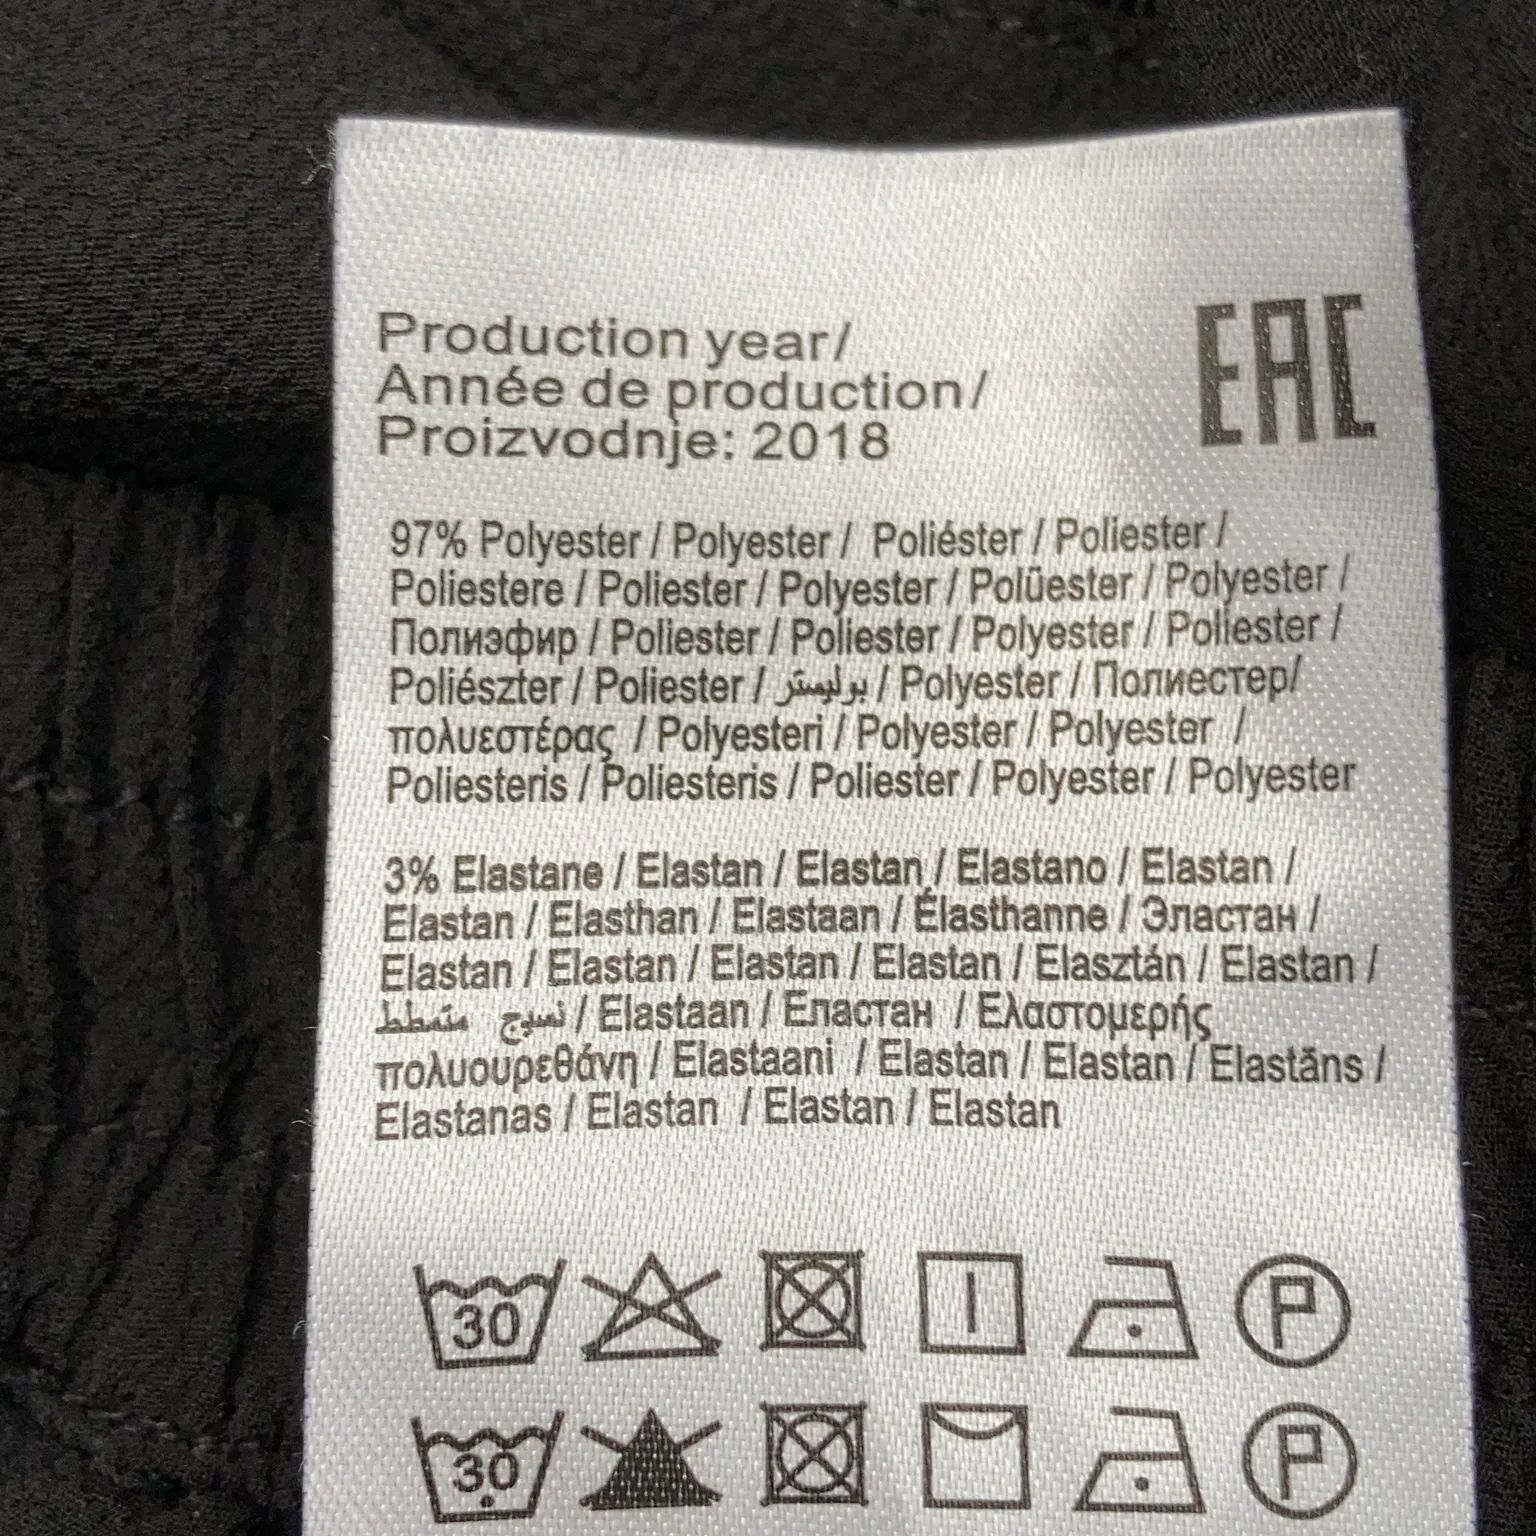 EAC
Production year/
Année de production/
Proizvodnje: 2018
97% Polyester / Polyester / Poliéster / Poliester /
Poliestere / Poliester / Polyester / Polüester / Polyester /
Полиэфир / Poliester / Poliester / Polyester / Poliester /
Poliészter / Poliester / بوليستر / Polyester / Полиестер/
πολυεστέρας / Polyesteri / Polyester / Polyester /
Poliesteris / Poliesteris / Poliester / Polyester / Polyester
3% Elastane / Elastan / Elastan / Elastano / Elastan /
Elastan / Elasthan / Elastaan / Élasthanne / Эластан /
Elastan / Elastan / Elastan / Elastan / Elasztán / Elastan /
نسيج متمطط / Elastaan / Еластан / Ελαστομερής
πολυουρεθάνη / Elastaani / Elastan / Elastan / Elastāns /
Elastanas / Elastan / Elastan / Elastan
30 P
30 P